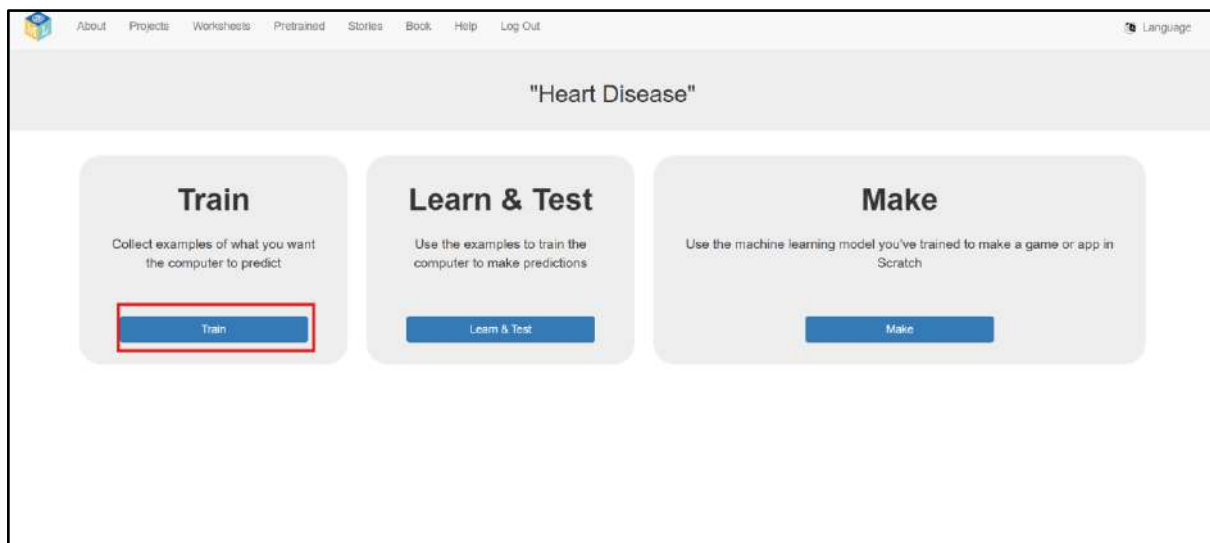 About Projects Worksheets Pretrained Stories Book Help Log Out Language
"Heart Disease"
Train
Collect examples of what you want
the computer to predict
Train
Learn & Test
Use the examples to train the
computer to make predictions
Learn & Test
Make
Use the machine learning model you've trained to make a game or app in
Scratch
Make